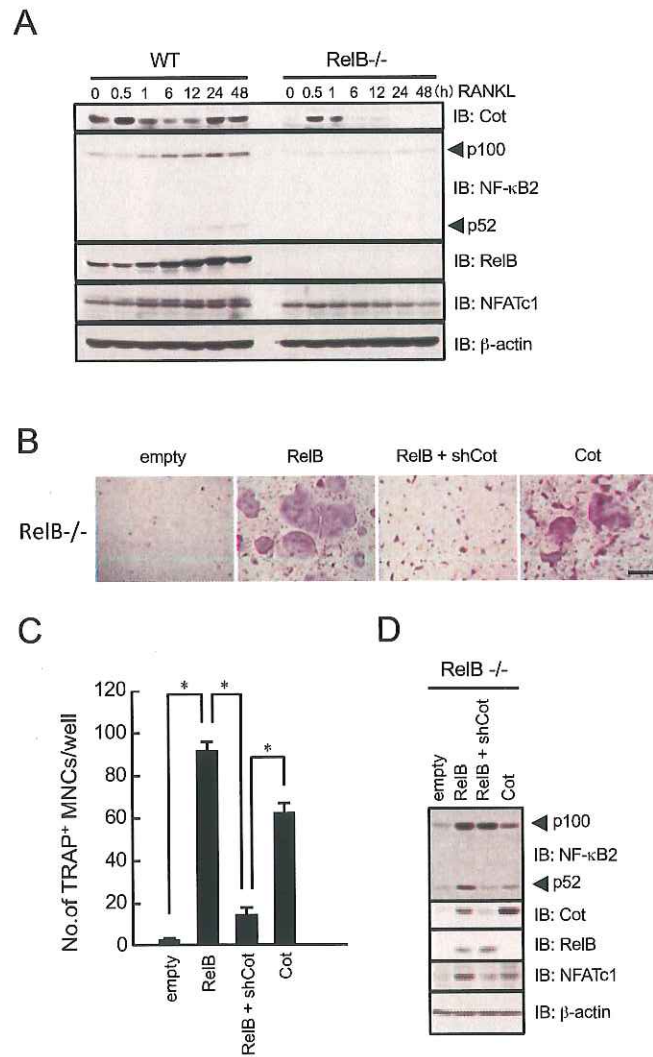 A
WT RelB-/-
0 0.5 1 6 12 24 48 0 0.5 1 6 12 24 48 (h) RANKL
IB: Cot
p100
IB: NF-κB2
p52
IB: RelB
IB: NFATc1
IB: β-actin
B
empty RelB RelB + shCot Cot
RelB-/-
C
No.of TRAP⁺ MNCs/well
120
100
80
60
40
20
0
* * *
empty
RelB
RelB + shCot
Cot
D
RelB -/-
empty
RelB
RelB + shCot
Cot
p100
IB: NF-κB2
p52
IB: Cot
IB: RelB
IB: NFATc1
IB: β-actin